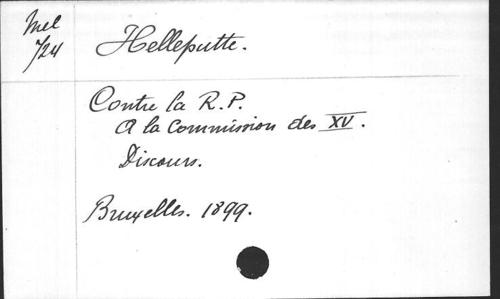 Mel
724
Helleputte.
Contre la R.P.
A la Commission des XV.
Discours.
Bruxelles. 1899.